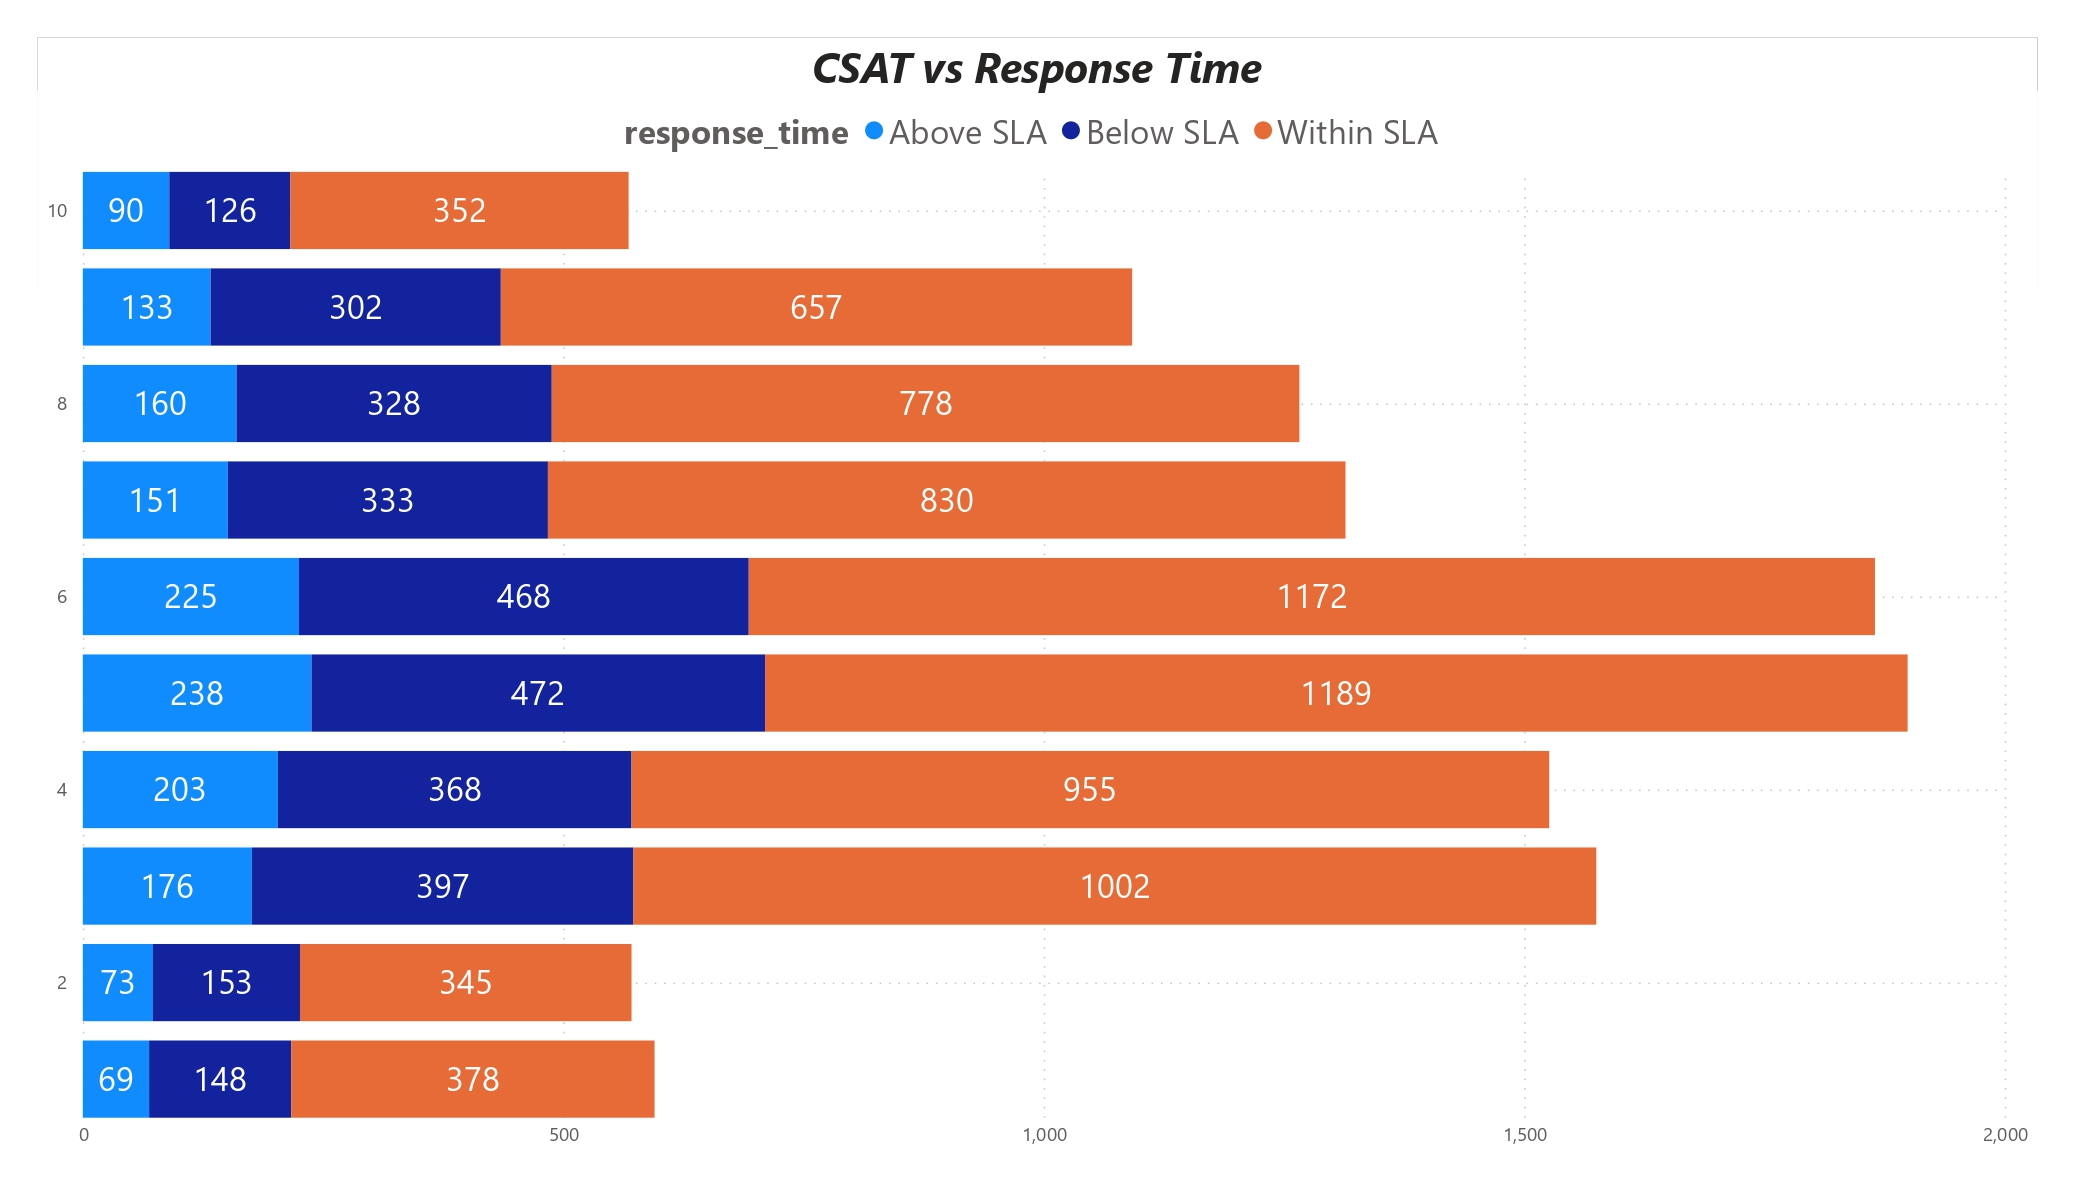 CSAT vs Response Time
response_time Above SLA Below SLA Within SLA
10 90 126 352
133 302 657
8 160 328 778
151 333 830
6 225 468 1172
238 472 1189
4 203 368 955
176 397 1002
2 73 153 345
69 148 378
0 500 1,000 1,500 2,000